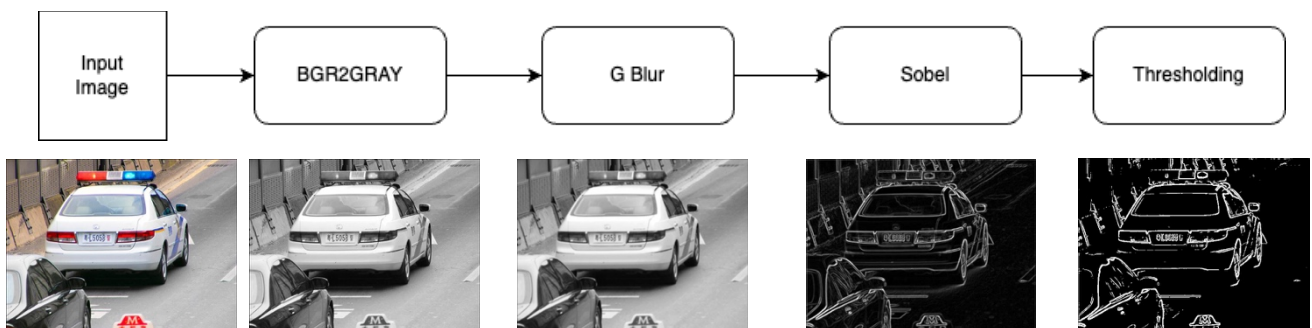 Input
Image
BGR2GRAY
G Blur
Sobel
Thresholding